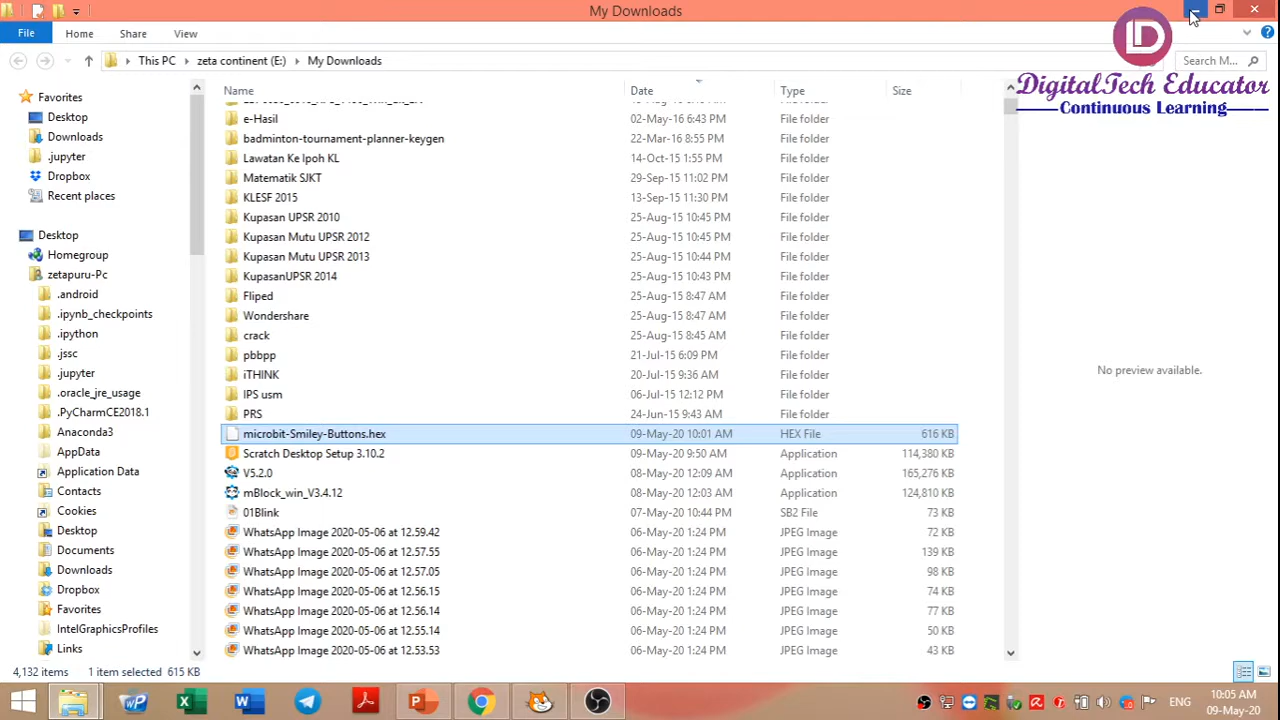 My Downloads
File Home Share View
This PC zeta continent (E:) My Downloads Search M...
DigitalTech Educator
Continuous Learning
Name Date Type Size
Favorites
Desktop
Downloads
.jupyter
Dropbox
Recent places
Desktop
Homegroup
zetapuru-Pc
.android
.ipynb_checkpoints
.ipython
.jssc
.jupyter
.oracle_jre_usage
.PyCharmCE2018.1
Anaconda3
AppData
Application Data
Contacts
Cookies
Desktop
Documents
Downloads
Dropbox
Favorites
IntelGraphicsProfiles
Links
e-Hasil 02-May-16 6:43 PM File folder
badminton-tournament-planner-keygen 22-Mar-16 8:55 PM File folder
Lawatan Ke Ipoh KL 14-Oct-15 1:55 PM File folder
Matematik SJKT 29-Sep-15 11:02 PM File folder
KLESF 2015 13-Sep-15 11:30 PM File folder
Kupasan UPSR 2010 25-Aug-15 10:45 PM File folder
Kupasan Mutu UPSR 2012 25-Aug-15 10:45 PM File folder
Kupasan Mutu UPSR 2013 25-Aug-15 10:44 PM File folder
KupasanUPSR 2014 25-Aug-15 10:43 PM File folder
Fliped 25-Aug-15 8:47 AM File folder
Wondershare 25-Aug-15 8:47 AM File folder
crack 25-Aug-15 8:45 AM File folder
pbbpp 21-Jul-15 6:09 PM File folder
iTHINK 20-Jul-15 9:36 AM File folder
IPS usm 06-Jul-15 12:12 PM File folder
PRS 24-Jun-15 9:43 AM File folder
microbit-Smiley-Buttons.hex 09-May-20 10:01 AM HEX File 616 KB
Scratch Desktop Setup 3.10.2 09-May-20 9:50 AM Application 114,380 KB
V5.2.0 08-May-20 12:09 AM Application 165,276 KB
mBlock_win_V3.4.12 08-May-20 12:03 AM Application 124,810 KB
01Blink 07-May-20 10:44 PM SB2 File 73 KB
WhatsApp Image 2020-05-06 at 12.59.42 06-May-20 1:24 PM JPEG Image 72 KB
WhatsApp Image 2020-05-06 at 12.57.55 06-May-20 1:24 PM JPEG Image 139 KB
WhatsApp Image 2020-05-06 at 12.57.05 06-May-20 1:24 PM JPEG Image 98 KB
WhatsApp Image 2020-05-06 at 12.56.15 06-May-20 1:24 PM JPEG Image 74 KB
WhatsApp Image 2020-05-06 at 12.56.14 06-May-20 1:24 PM JPEG Image 77 KB
WhatsApp Image 2020-05-06 at 12.55.14 06-May-20 1:24 PM JPEG Image 50 KB
WhatsApp Image 2020-05-06 at 12.53.53 06-May-20 1:24 PM JPEG Image 43 KB
No preview available.
4,132 items 1 item selected 615 KB
ENG
10:05 AM
09-May-20